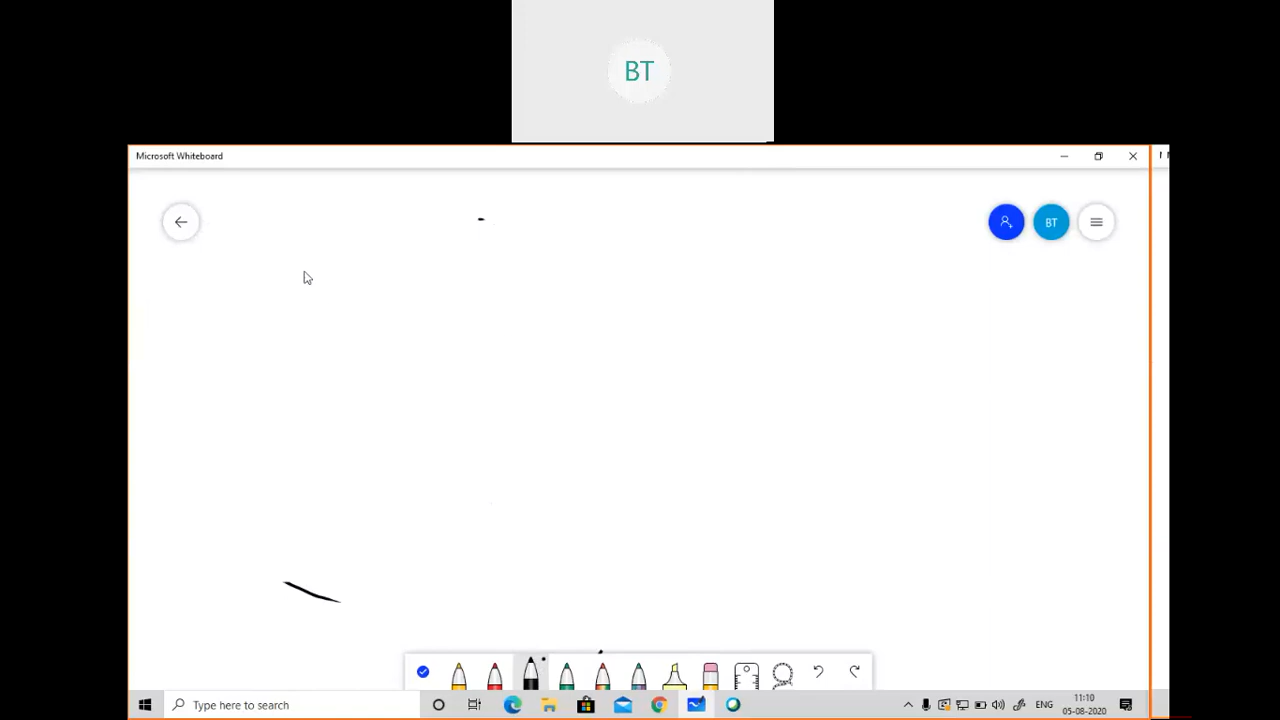 BT
Microsoft Whiteboard
BT
Type here to search
ENG
11:10
05-08-2020